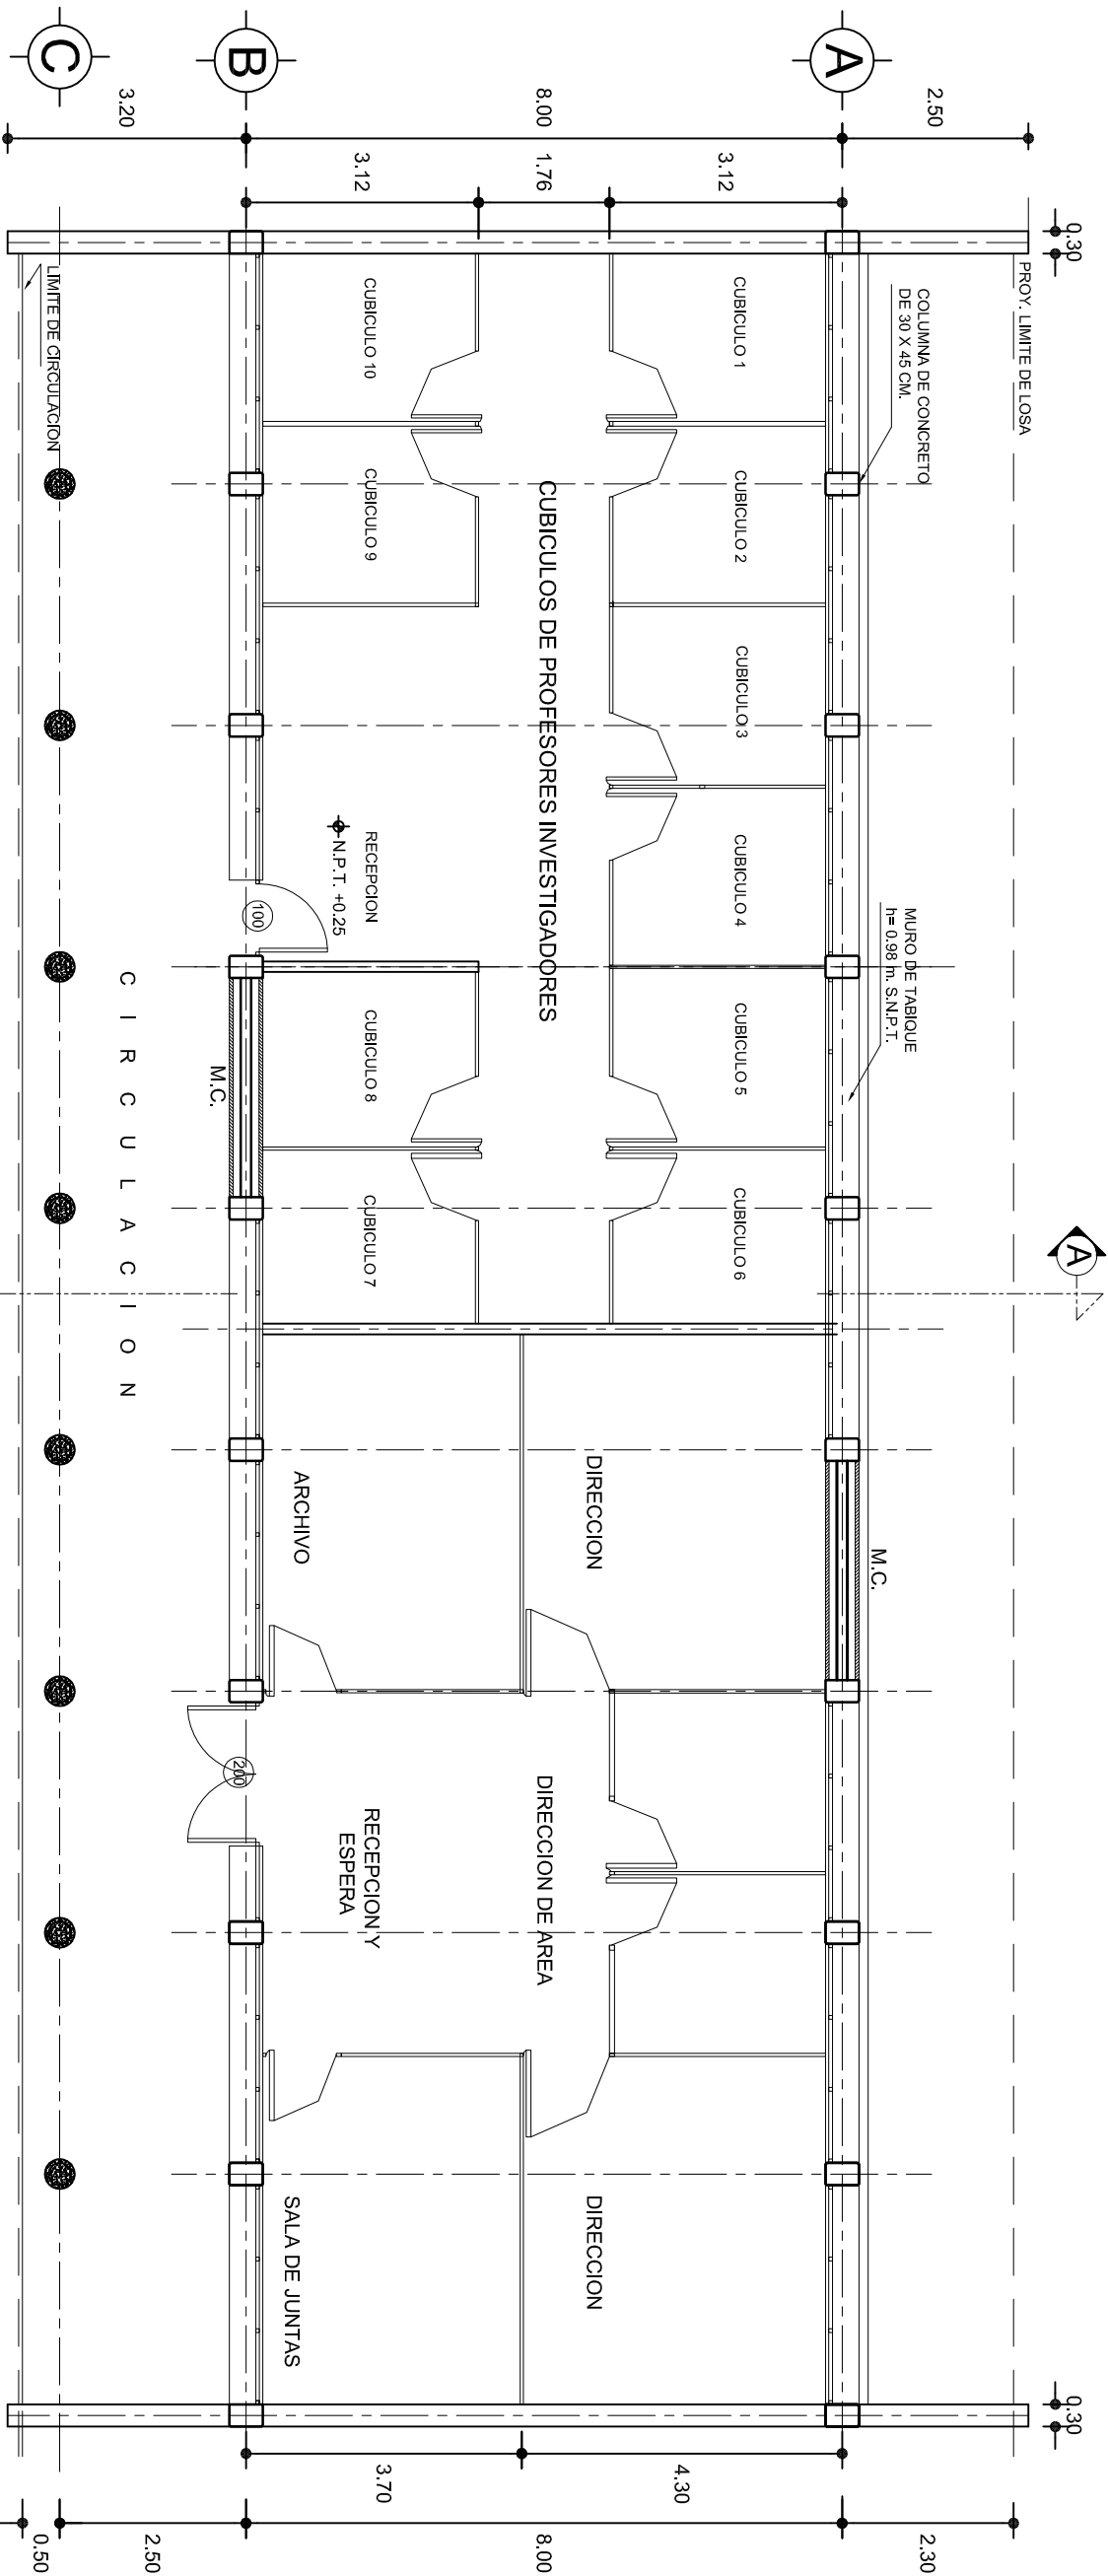 A
B
C
2.50
8.00
3.20
3.12
1.76
3.12
0.30
PROY. LIMITE DE LOSA
COLUMNA DE CONCRETO
DE 30 X 45 CM.
MURO DE TABIQUE
h= 0.98 m. S.N.P.T.
A
M.C.
CUBICULO 1
CUBICULO 2
CUBICULO 3
CUBICULO 4
CUBICULO 5
CUBICULO 6
DIRECCION
DIRECCION
CUBICULOS DE PROFESORES INVESTIGADORES
DIRECCION DE AREA
CUBICULO 10
CUBICULO 9
RECEPCION
N.P.T. +0.25
CUBICULO 8
CUBICULO 7
ARCHIVO
RECEPCION Y
ESPERA
SALA DE JUNTAS
100
200
M.C.
CIRCULACION
LIMITE DE CIRCULACION
0.30
4.30
3.70
2.30
8.00
2.50
0.50